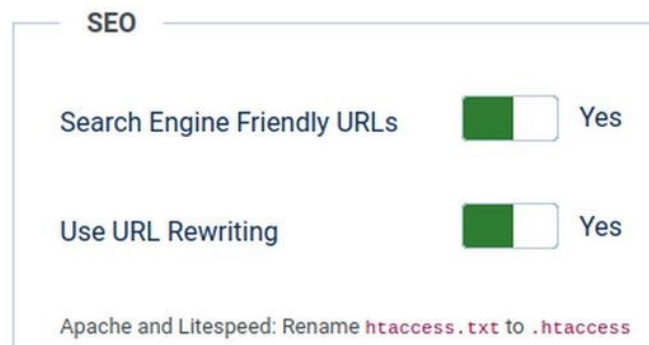 SEO
Search Engine Friendly URLs Yes
Use URL Rewriting Yes
Apache and Litespeed: Rename htaccess.txt to .htaccess